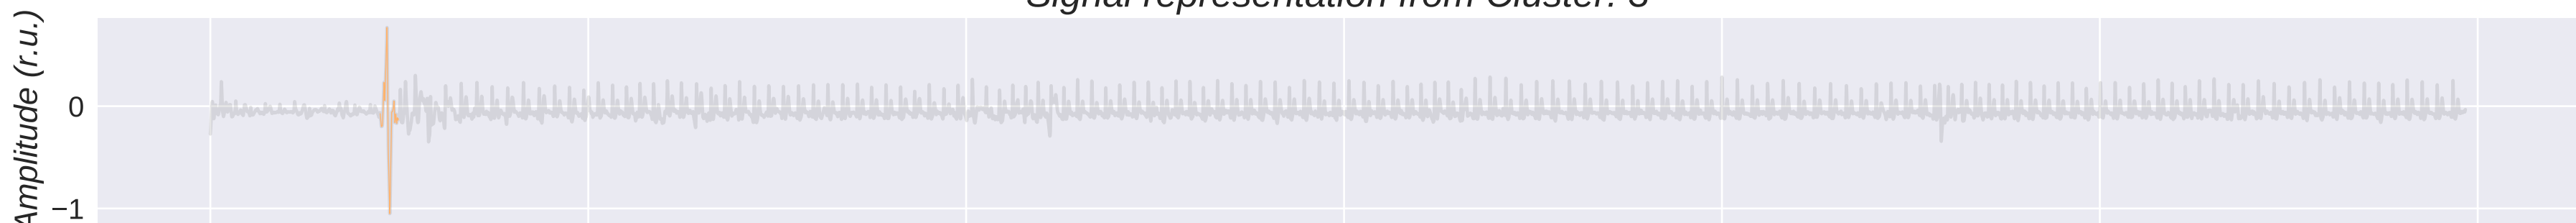 Signal representation from Cluster:
Amplitude (r.u.)
0
−1